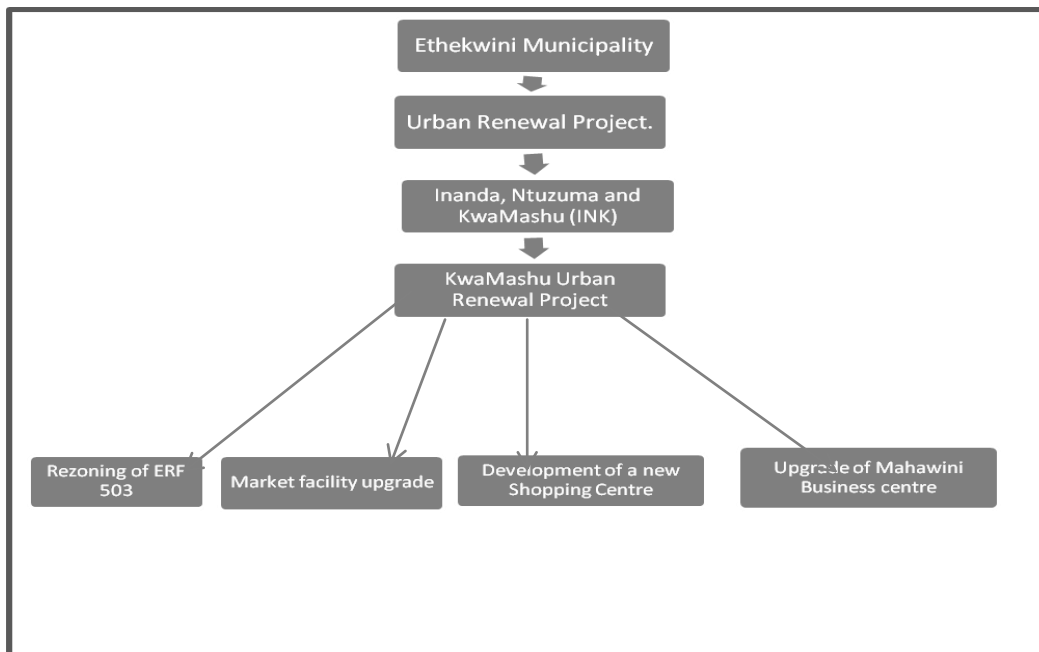 Ethekwini Municipality
Urban Renewal Project.
Inanda, Ntuzuma and
KwaMashu (INK)
KwaMashu Urban
Renewal Project
Rezoning of ERF
503
Market facility upgrade
Development of a new
Shopping Centre
Upgrade of Mahawini
Business centre